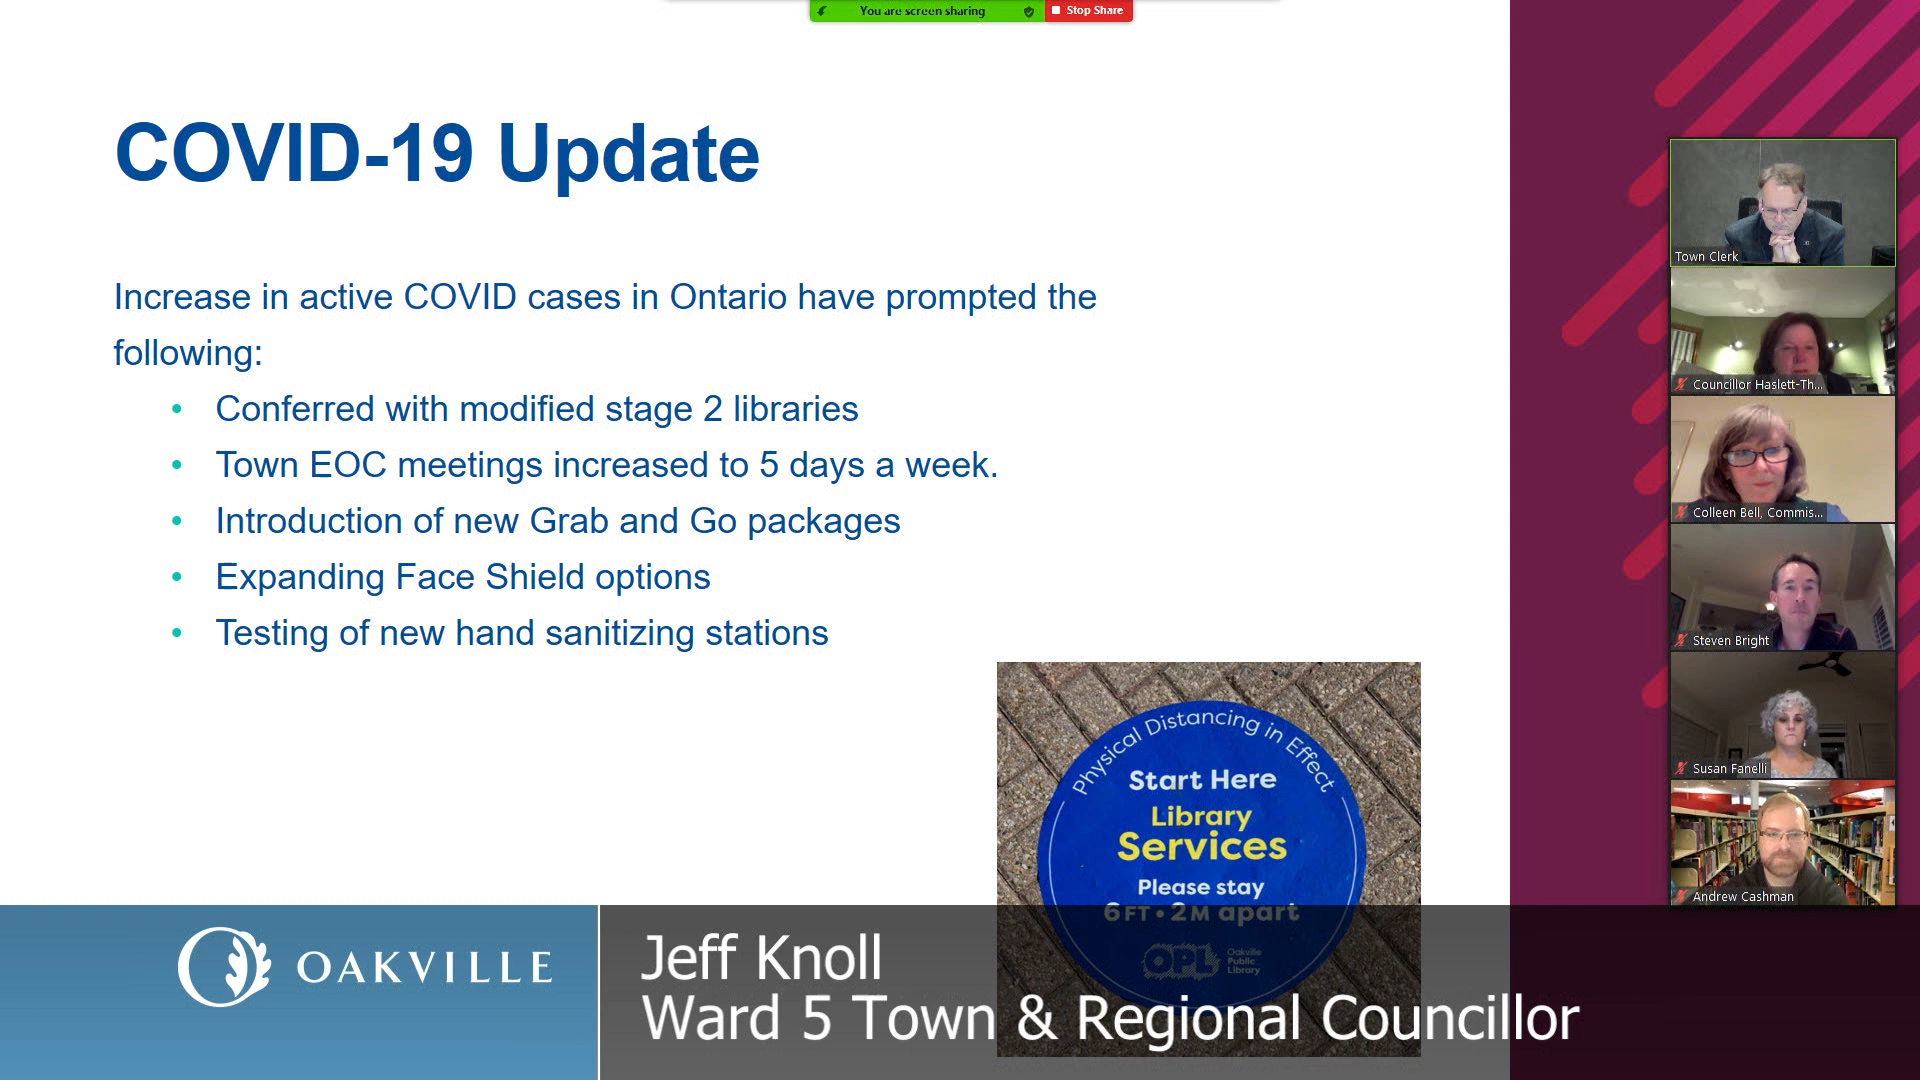 You are screen sharing
Stop Share
COVID-19 Update
Increase in active COVID cases in Ontario have prompted the
following:
• Conferred with modified stage 2 libraries
• Town EOC meetings increased to 5 days a week.
• Introduction of new Grab and Go packages
• Expanding Face Shield options
• Testing of new hand sanitizing stations
Physical Distancing in Effect
Start Here
Library
Services
Please stay
6FT • 2M apart
OPL
Oakville
Public
Library
Town Clerk
Councillor Haslett-Th...
Colleen Bell, Commis...
Steven Bright
Susan Fanelli
Andrew Cashman
OAKVILLE
Jeff Knoll
Ward 5 Town & Regional Councillor